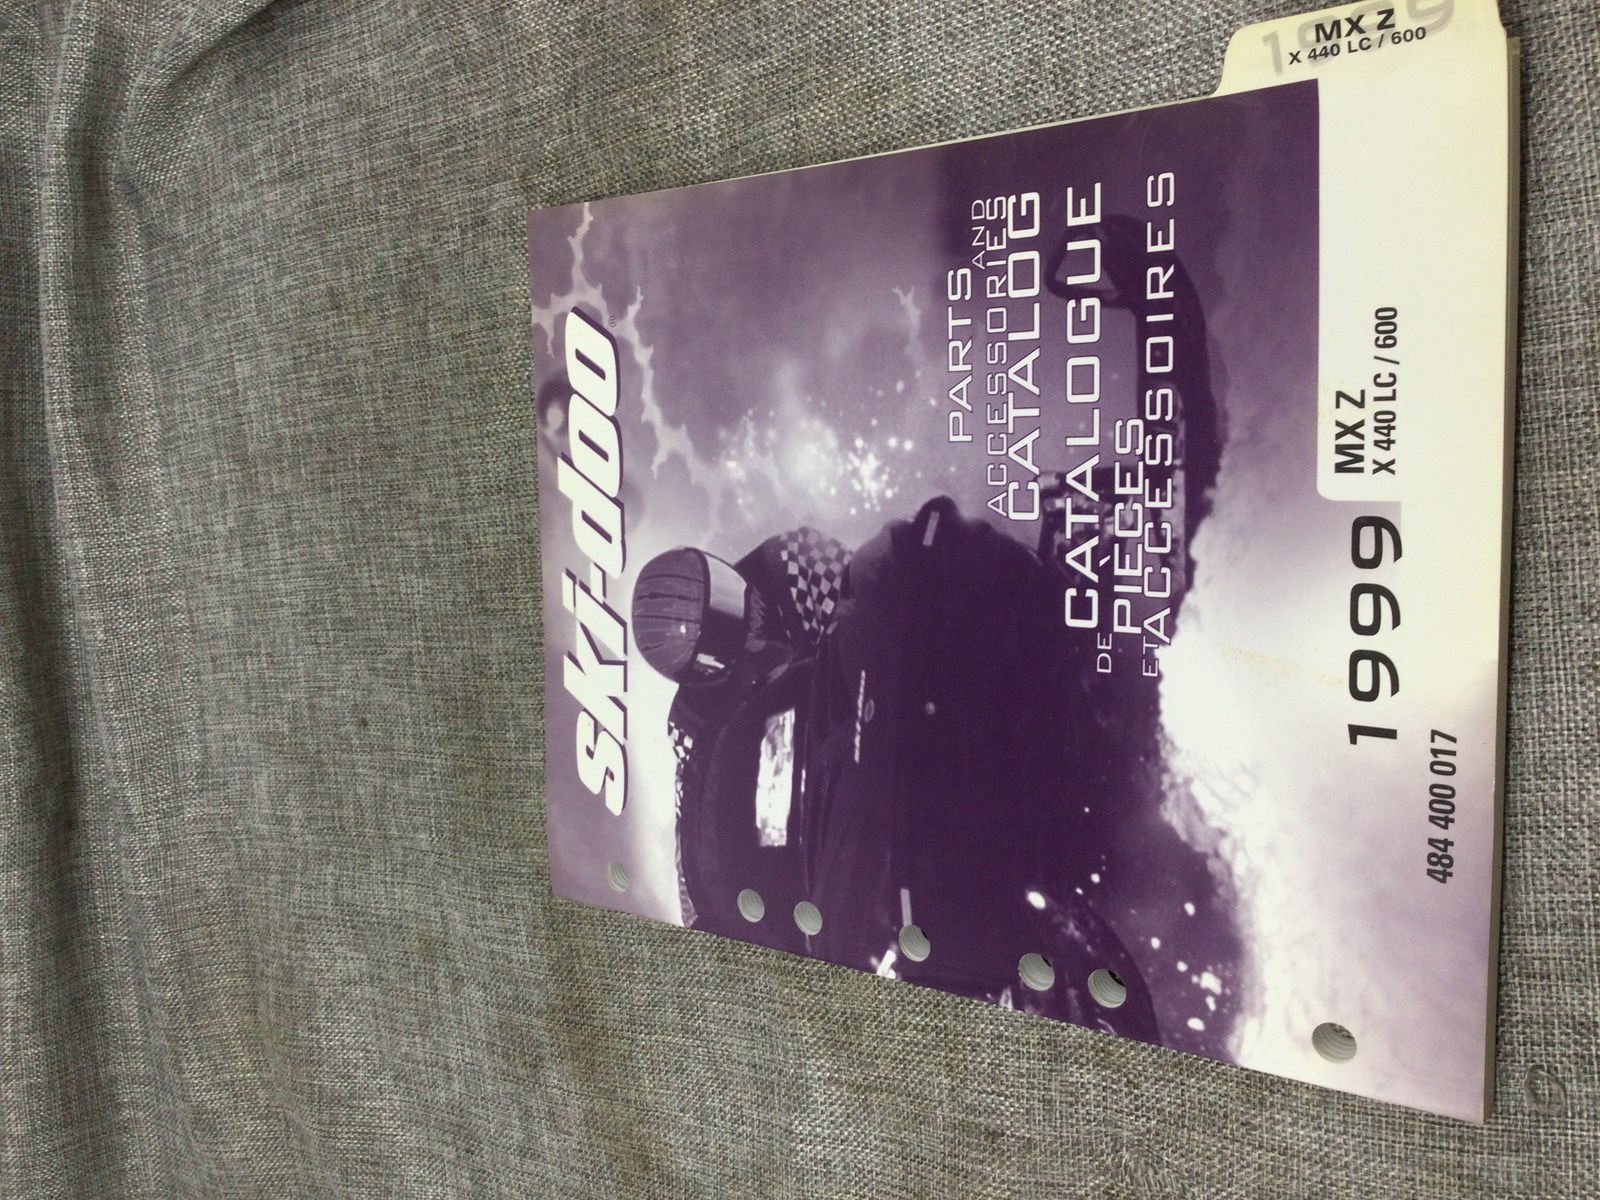 ski-doo®
PARTS
AND
ACCESSORIES
CATALOG
CATALOGUE
DE PIÈCES
ET ACCESSOIRES
1999
MX Z
X 440 LC / 600
484 400 017
1999
MX Z
X 440 LC / 600